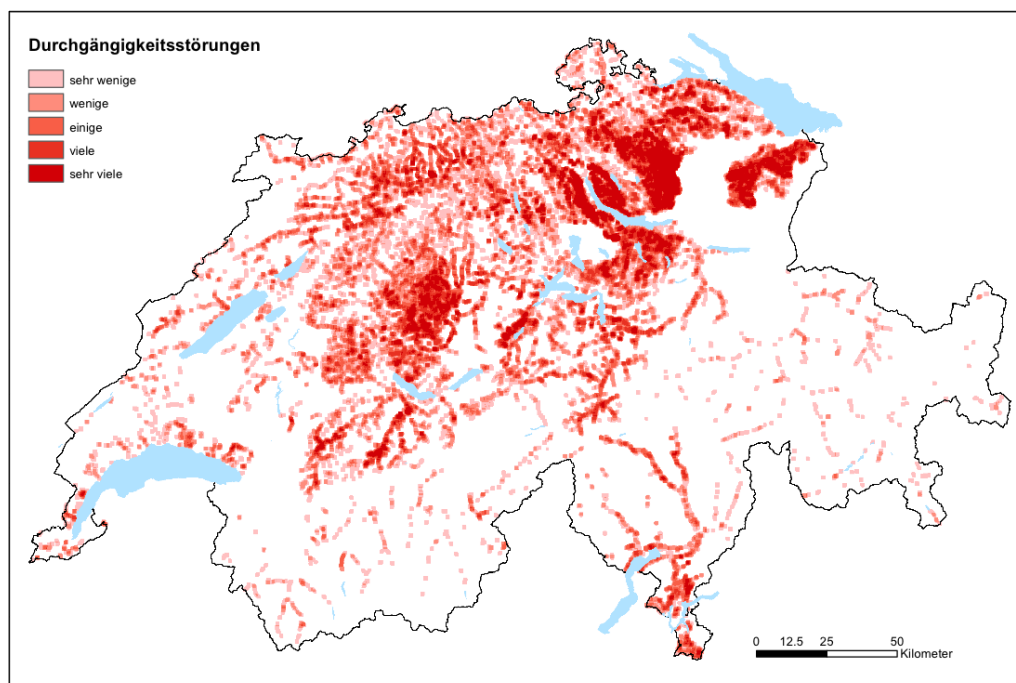 Durchgängigkeitsstörungen
sehr wenige
wenige
einige
viele
sehr viele
0 12.5 25 50
Kilometer